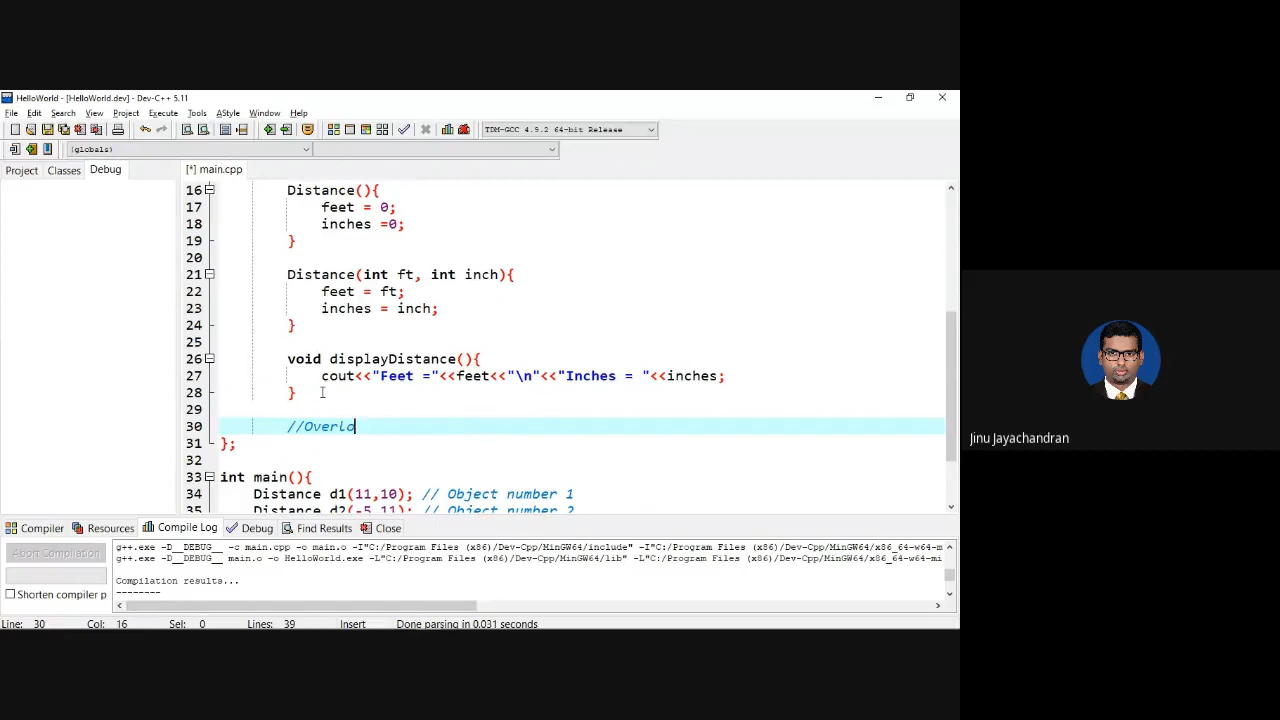 HelloWorld - [HelloWorld.dev] - Dev-C++ 5.11
File Edit Search View Project Execute Tools AStyle Window Help
TDM-GCC 4.9.2 64-bit Release
(globals)
Project Classes Debug [*] main.cpp
16 Distance(){
17 feet = 0;
18 inches =0;
19 }
20
21 Distance(int ft, int inch){
22 feet = ft;
23 inches = inch;
24 }
25
26 void displayDistance(){
27 cout<<"Feet ="<<feet<<"\n"<<"Inches = "<<inches;
28 }
29
30 //Overlo
31 };
32
33 int main(){
34 Distance d1(11,10); // Object number 1
35 Distance d2(-5,11); // Object number 2
Compiler Resources Compile Log Debug Find Results Close
Abort Compilation
Shorten compiler p
g++.exe -D__DEBUG__ -c main.cpp -o main.o -I"C:/Program Files (x86)/Dev-Cpp/MinGW64/include" -I"C:/Program Files (x86)/Dev-Cpp/MinGW64/x86_64-w64-m
g++.exe -D__DEBUG__ main.o -o HelloWorld.exe -L"C:/Program Files (x86)/Dev-Cpp/MinGW64/lib" -L"C:/Program Files (x86)/Dev-Cpp/MinGW64/x86_64-w64-mi
Compilation results...
--------
Line: 30 Col: 16 Sel: 0 Lines: 39 Insert Done parsing in 0.031 seconds
Jinu Jayachandran